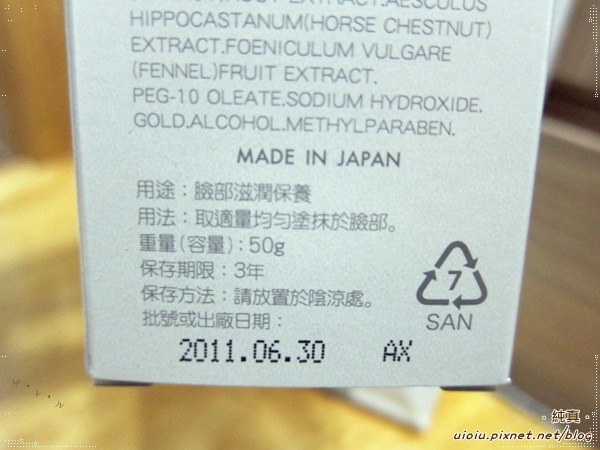 EXTRACT.AESCULUS
HIPPOCASTANUM(HORSE CHESTNUT)
EXTRACT.FOENICULUM VULGARE
(FENNEL)FRUIT EXTRACT.
PEG-10 OLEATE.SODIUM HYDROXIDE.
GOLD.ALCOHOL.METHYLPARABEN.
MADE IN JAPAN
用途：臉部滋潤保養
用法：取適量均勻塗抹於臉部。
重量(容量)：50g
保存期限：3年
保存方法：請放置於陰涼處。
批號或出廠日期：
2011.06.30 AX
7
SAN
純真
uioiu.pixnet.net/blog